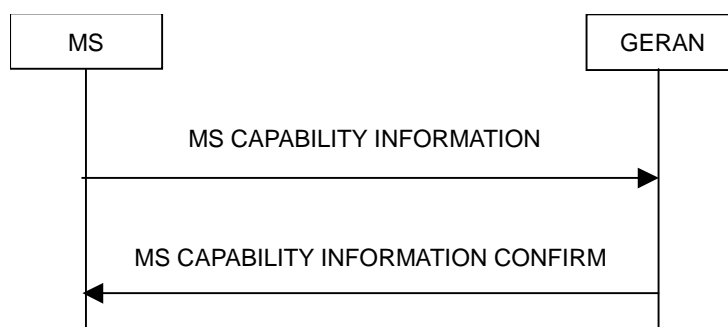 MS
GERAN
MS CAPABILITY INFORMATION
MS CAPABILITY INFORMATION CONFIRM